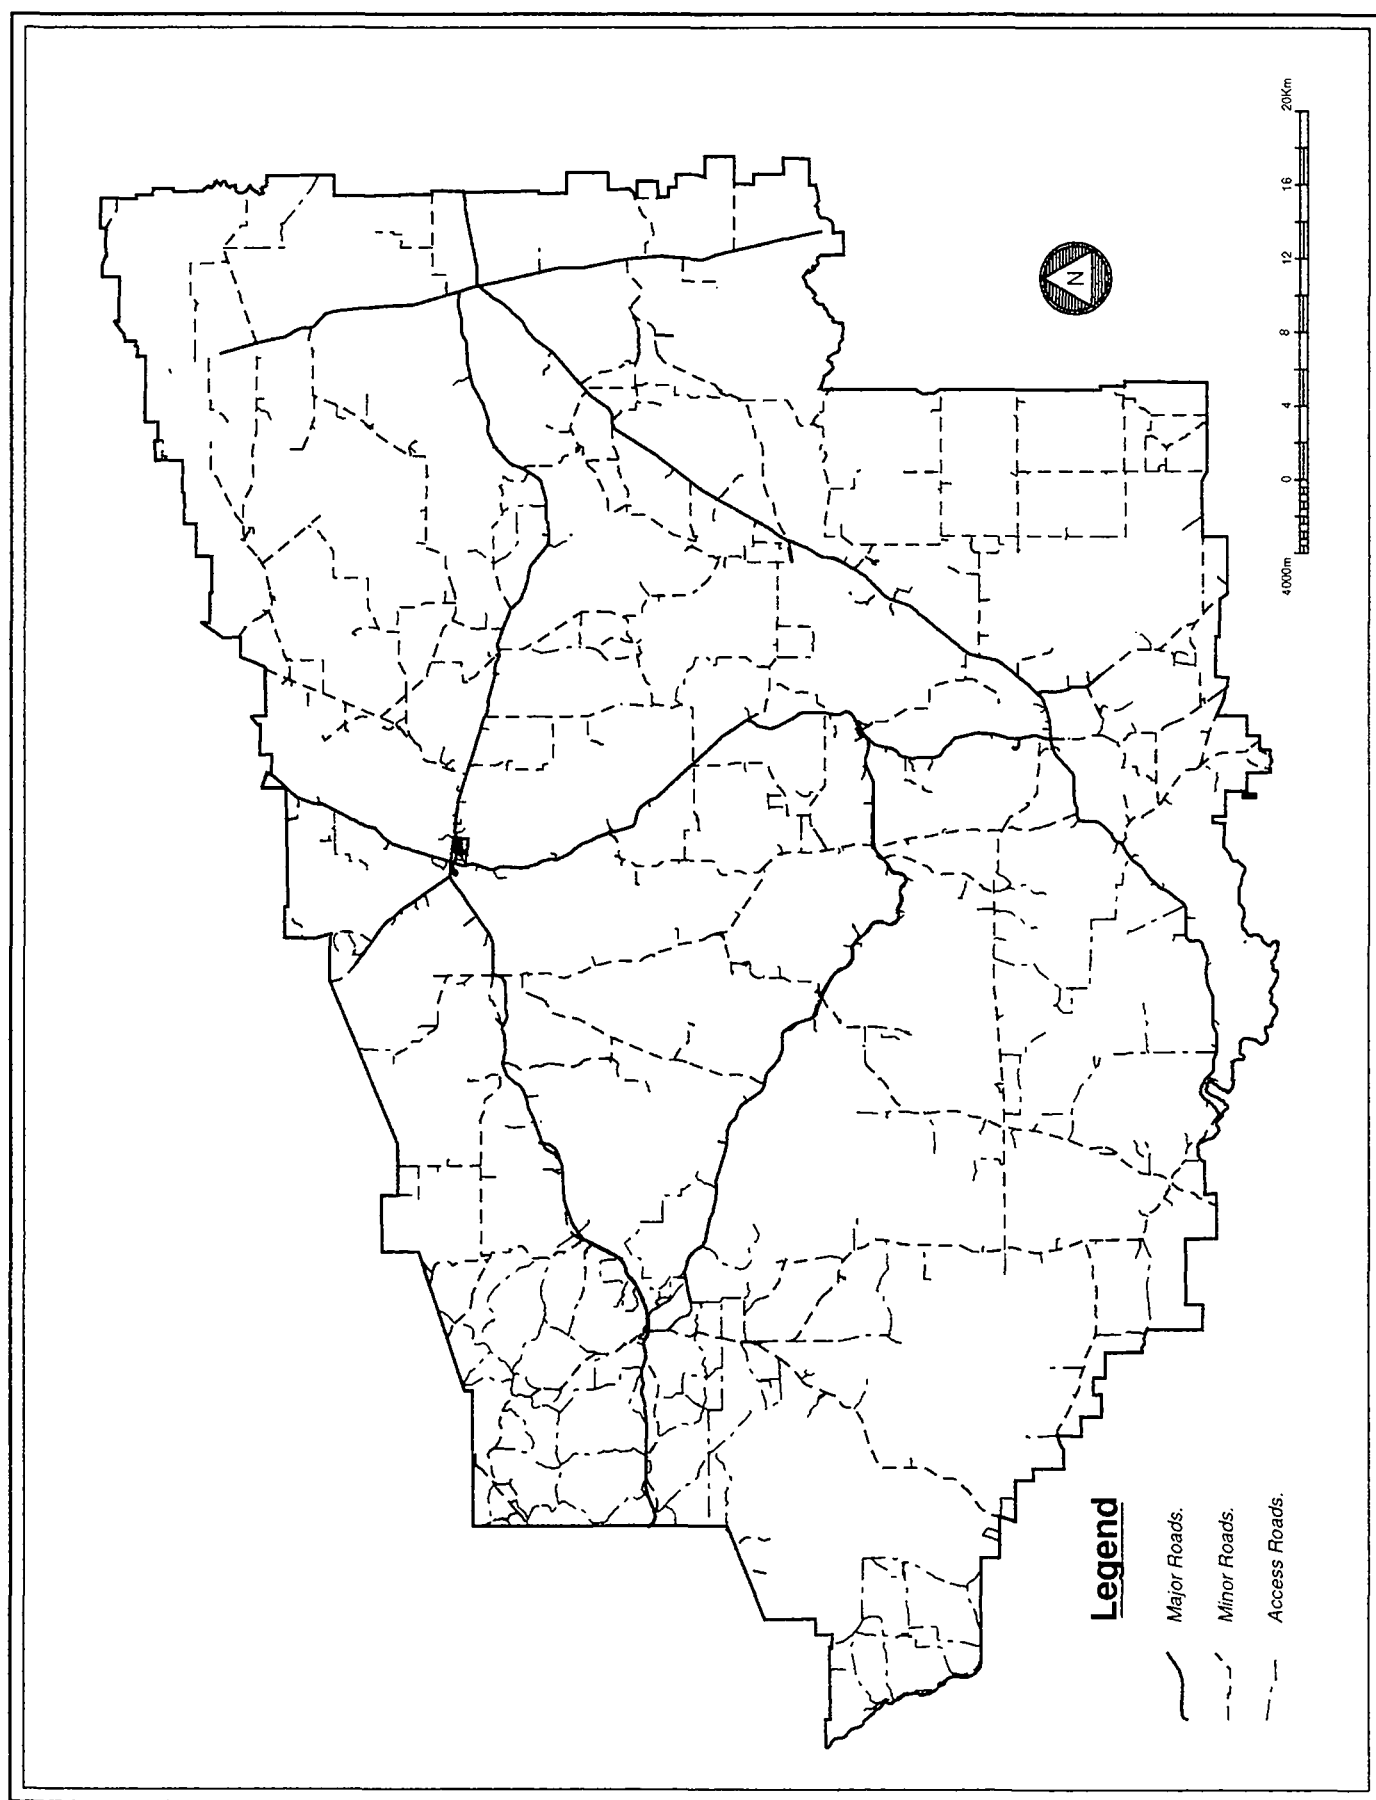 Legend
Major Roads.
Minor Roads.
Access Roads.
N
4000m 0 4 8 12 16 20Km